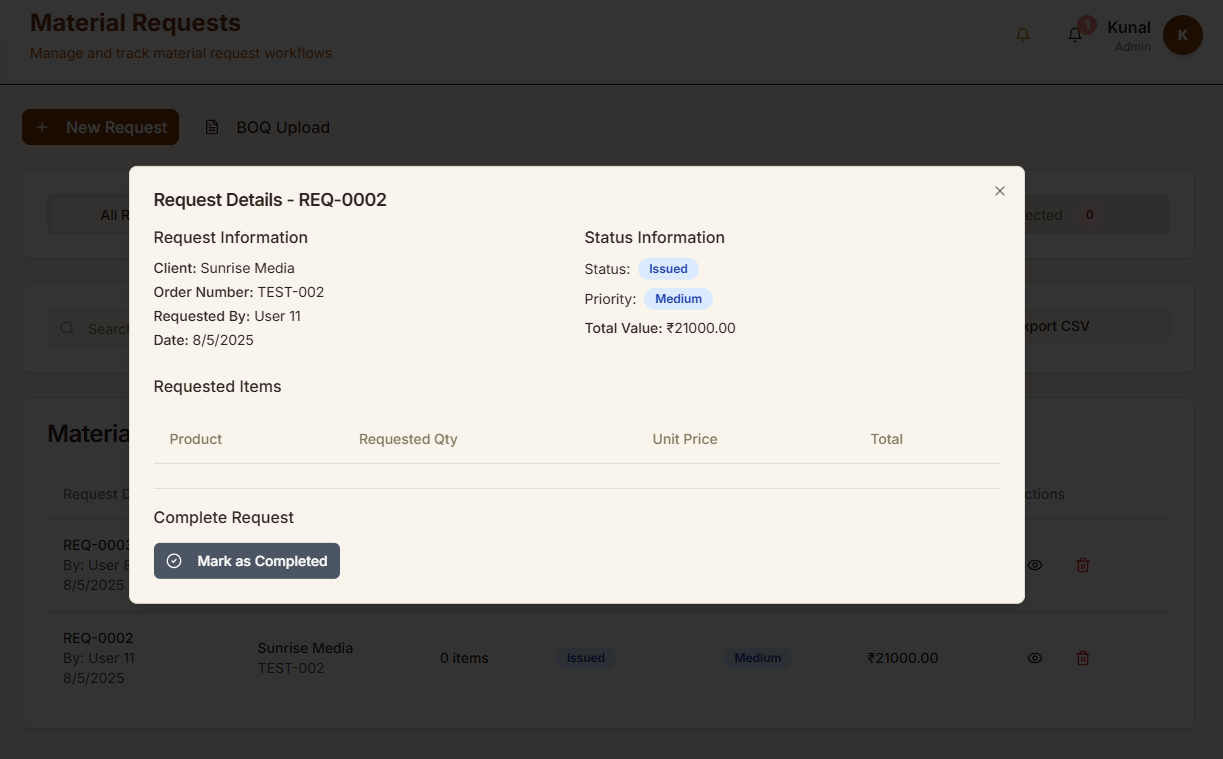 Material Requests
Manage and track material request workflows
1
Kunal
Admin
K
New Request
BOQ Upload
All R
ected 0
Search
xport CSV
Materia
Request D
ctions
REQ-0003
By: User 8
8/5/2025
Request Details - REQ-0002
Request Information
Client: Sunrise Media
Order Number: TEST-002
Requested By: User 11
Date: 8/5/2025
Status Information
Status: Issued
Priority: Medium
Total Value: ₹21000.00
Requested Items
Product Requested Qty Unit Price Total
Complete Request
Mark as Completed
REQ-0002
By: User 11
8/5/2025
Sunrise Media
TEST-002
0 items
Issued
Medium
₹21000.00